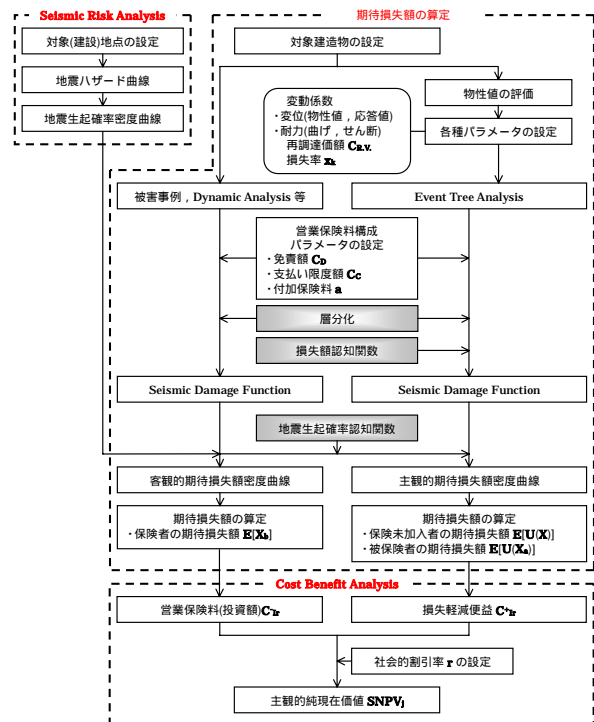 Seismic Risk Analysis
対象(建設)地点の設定
地震ハザード曲線
地震生起確率密度曲線
期待損失額の算定
対象建造物の設定
物性値の評価
変動係数
・変位(物性値，応答値)
・耐力(曲げ，せん断)
再調達価額 C_R.V.
損失率 x_k
各種パラメータの設定
被害事例，Dynamic Analysis 等
Event Tree Analysis
営業保険料構成
パラメータの設定
・免責額 C_D
・支払い限度額 C_C
・付加保険料 a
層分化
損失額認知関数
Seismic Damage Function
Seismic Damage Function
地震生起確率認知関数
客観的期待損失額密度曲線
主観的期待損失額密度曲線
期待損失額の算定
・保険者の期待損失額 E[X_b]
期待損失額の算定
・保険未加入者の期待損失額 E[U(X)]
・被保険者の期待損失額 E[U(X_a)]
Cost Benefit Analysis
営業保険料(投資額)C^-_Ir
損失軽減便益 C^+_Ir
社会的割引率 r の設定
主観的純現在価値 SNPV_j